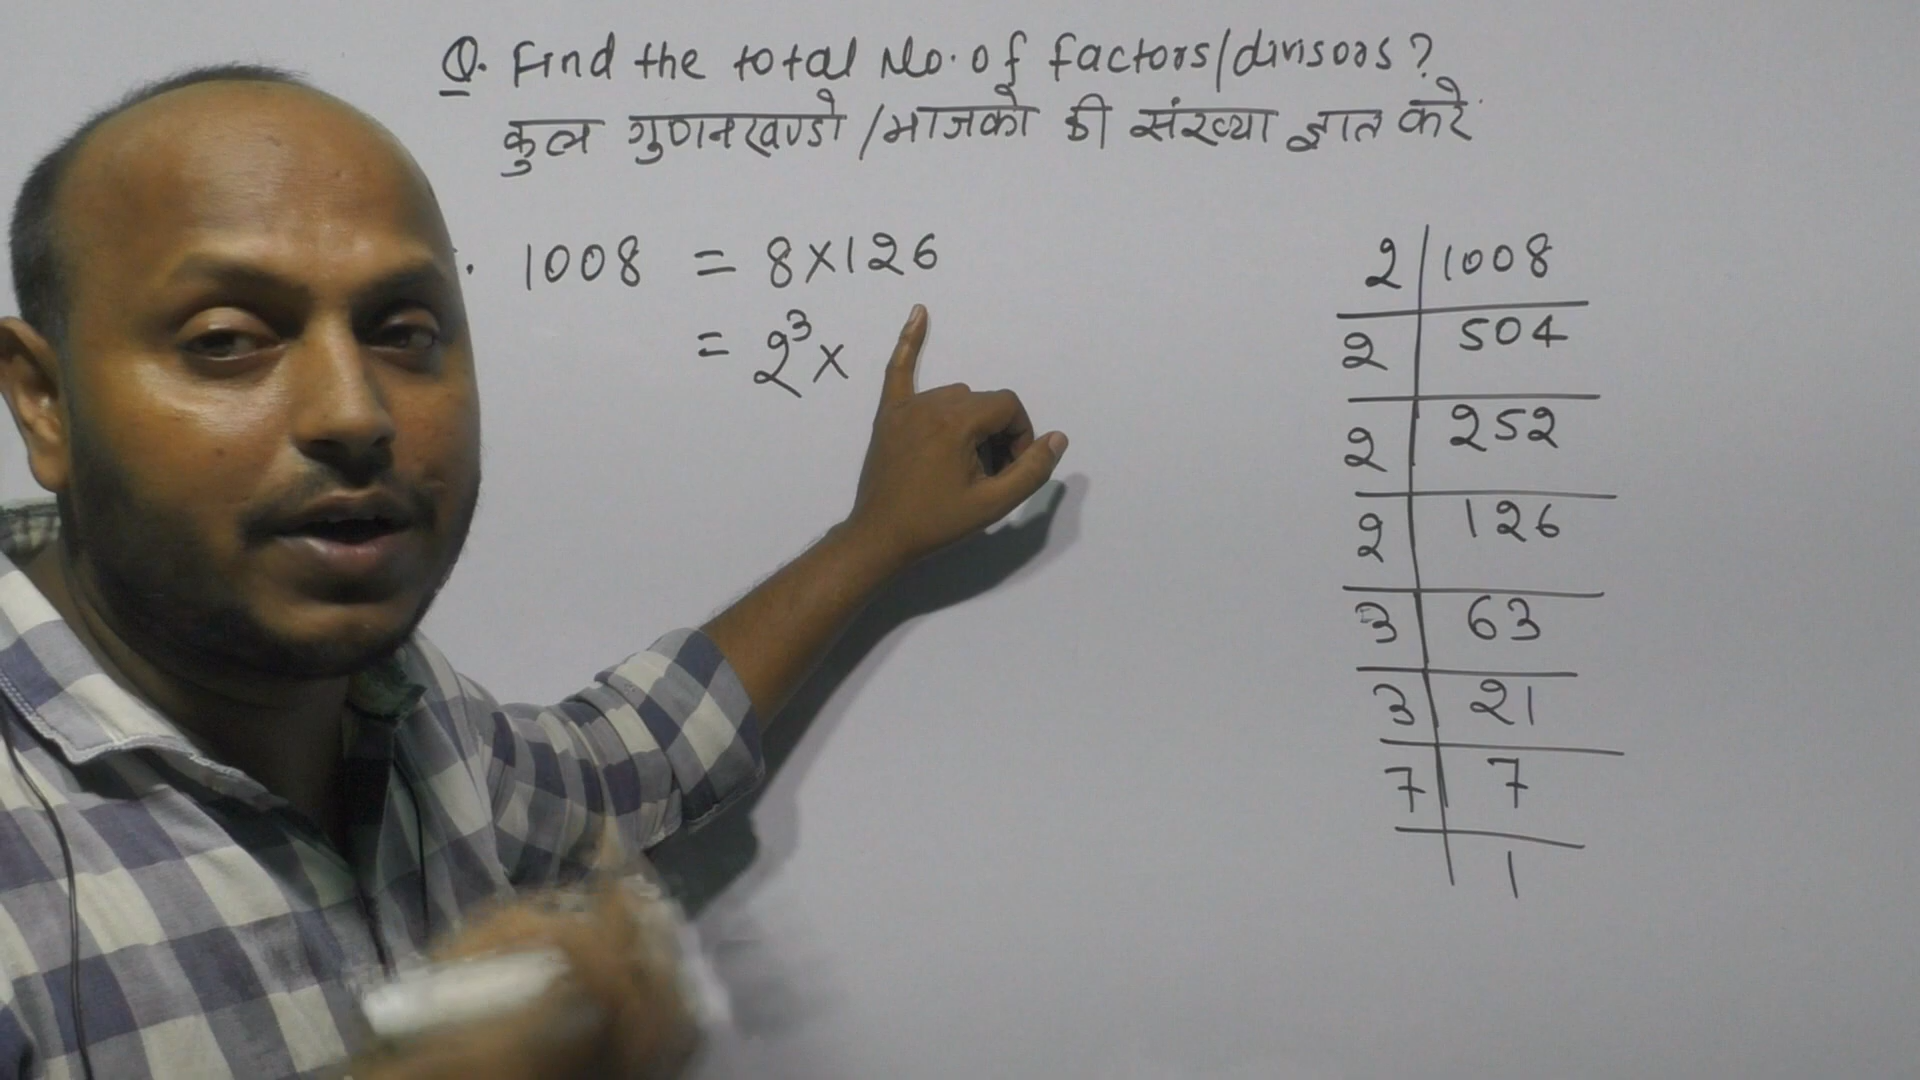 Q. Find the total No. of factors/divisors?
कुल गुणनखण्डो /भाजको की संख्या ज्ञात करे
. 1008 = 8×126
= 2³×
2 | 1008
2 | 504
2 | 252
2 | 126
3 | 63
3 | 21
7 | 7
| 1